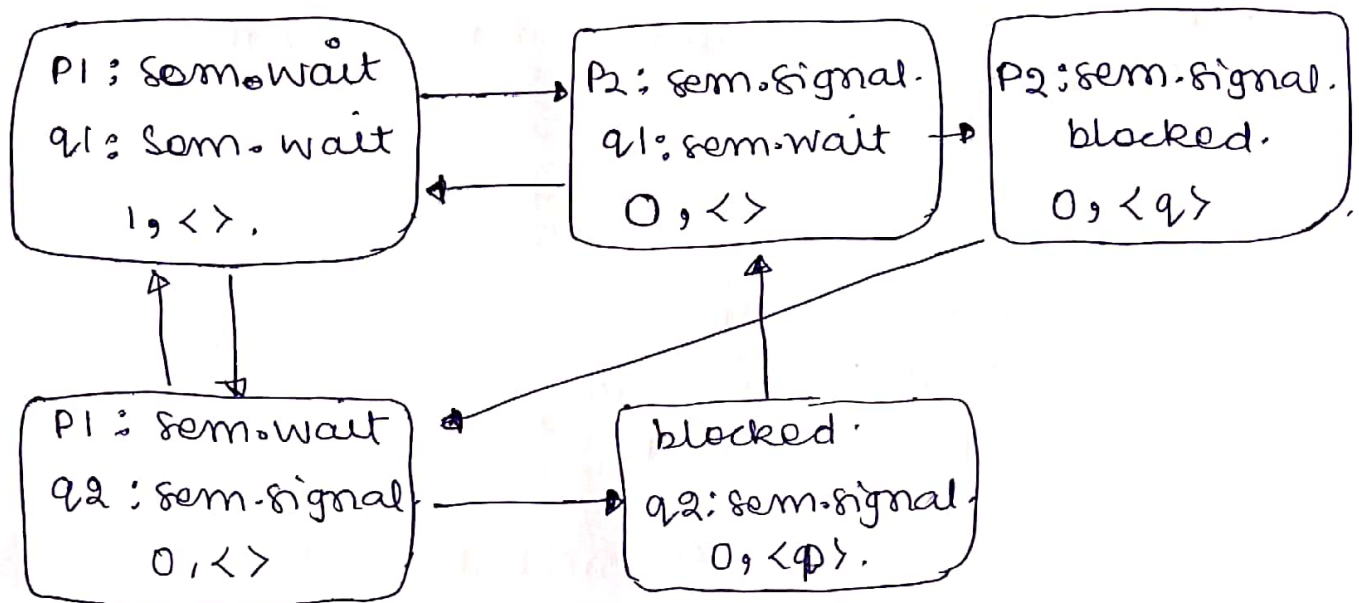 P1 : sem.wait
q1 : sem.wait
1, < >.
P2 : sem.signal.
q1 : sem.wait
0, < >
P2 : sem.signal.
blocked.
0, <q>
P1 : sem.wait
q2 : sem.signal.
0, < >
blocked.
q2 : sem.signal.
0, <p>.